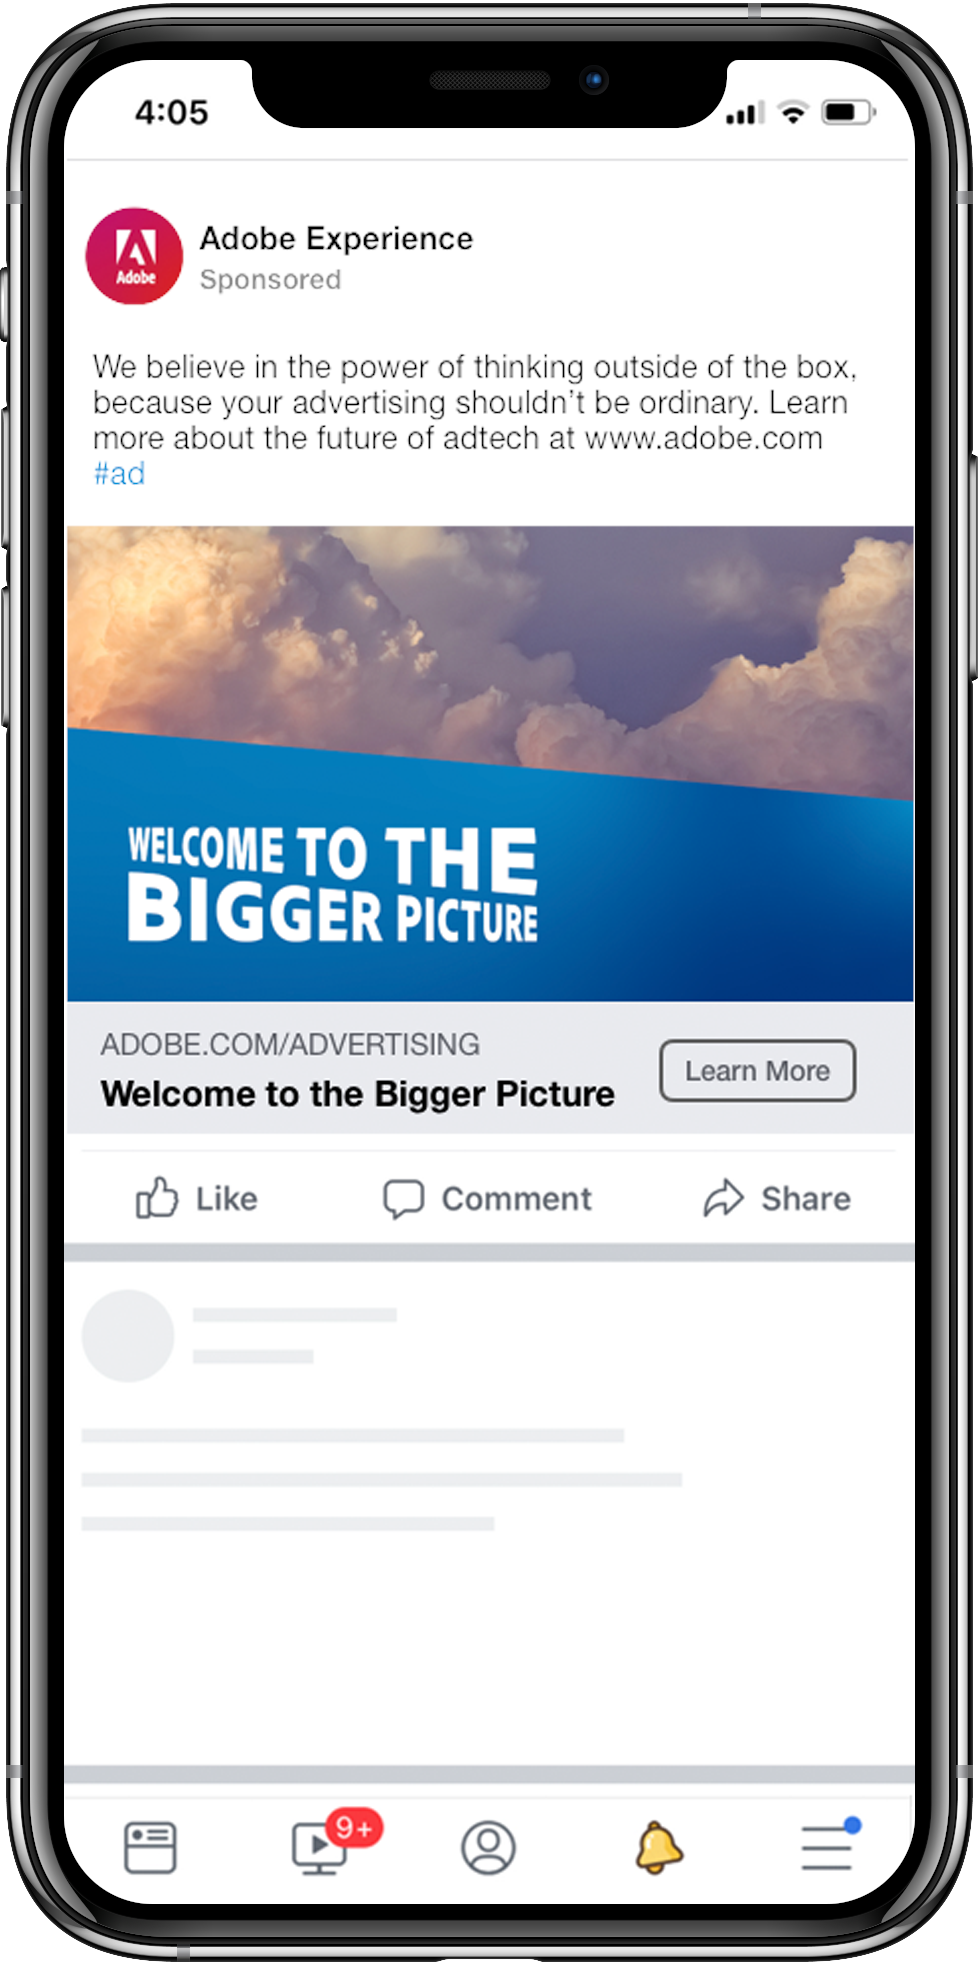 4:05
Adobe
Adobe Experience
Sponsored
We believe in the power of thinking outside of the box,
because your advertising shouldn't be ordinary. Learn
more about the future of adtech at www.adobe.com
#ad
WELCOME TO THE
BIGGER PICTURE
ADOBE.COM/ADVERTISING
Welcome to the Bigger Picture
Learn More
Like Comment Share
9+